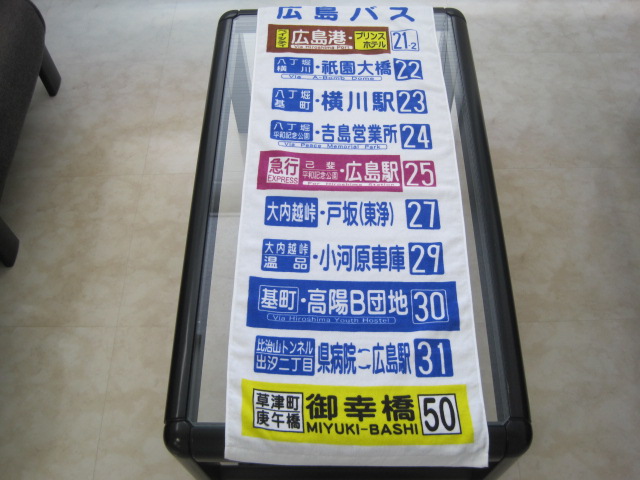 広島バス
マイタウン 広島港・プリンスホテル 21-2
Via Hiroshima Port
八丁堀 横川・祇園大橋 22
Via A-Bomb Dome
八丁堀 基町・横川駅 23
八丁堀 平和記念公園・吉島営業所 24
Via Peace Memorial Park
急行 EXPRESS 己斐 平和記念公園・広島駅 25
For Hiroshima Station
大内越峠・戸坂(東浄) 27
大内越峠 温品・小河原車庫 29
基町・高陽B団地 30
Via Hiroshima Youth Hostel
比治山トンネル 出汐二丁目 県病院〜広島駅 31
草津町 庚午橋 御幸橋 50
MIYUKI-BASHI